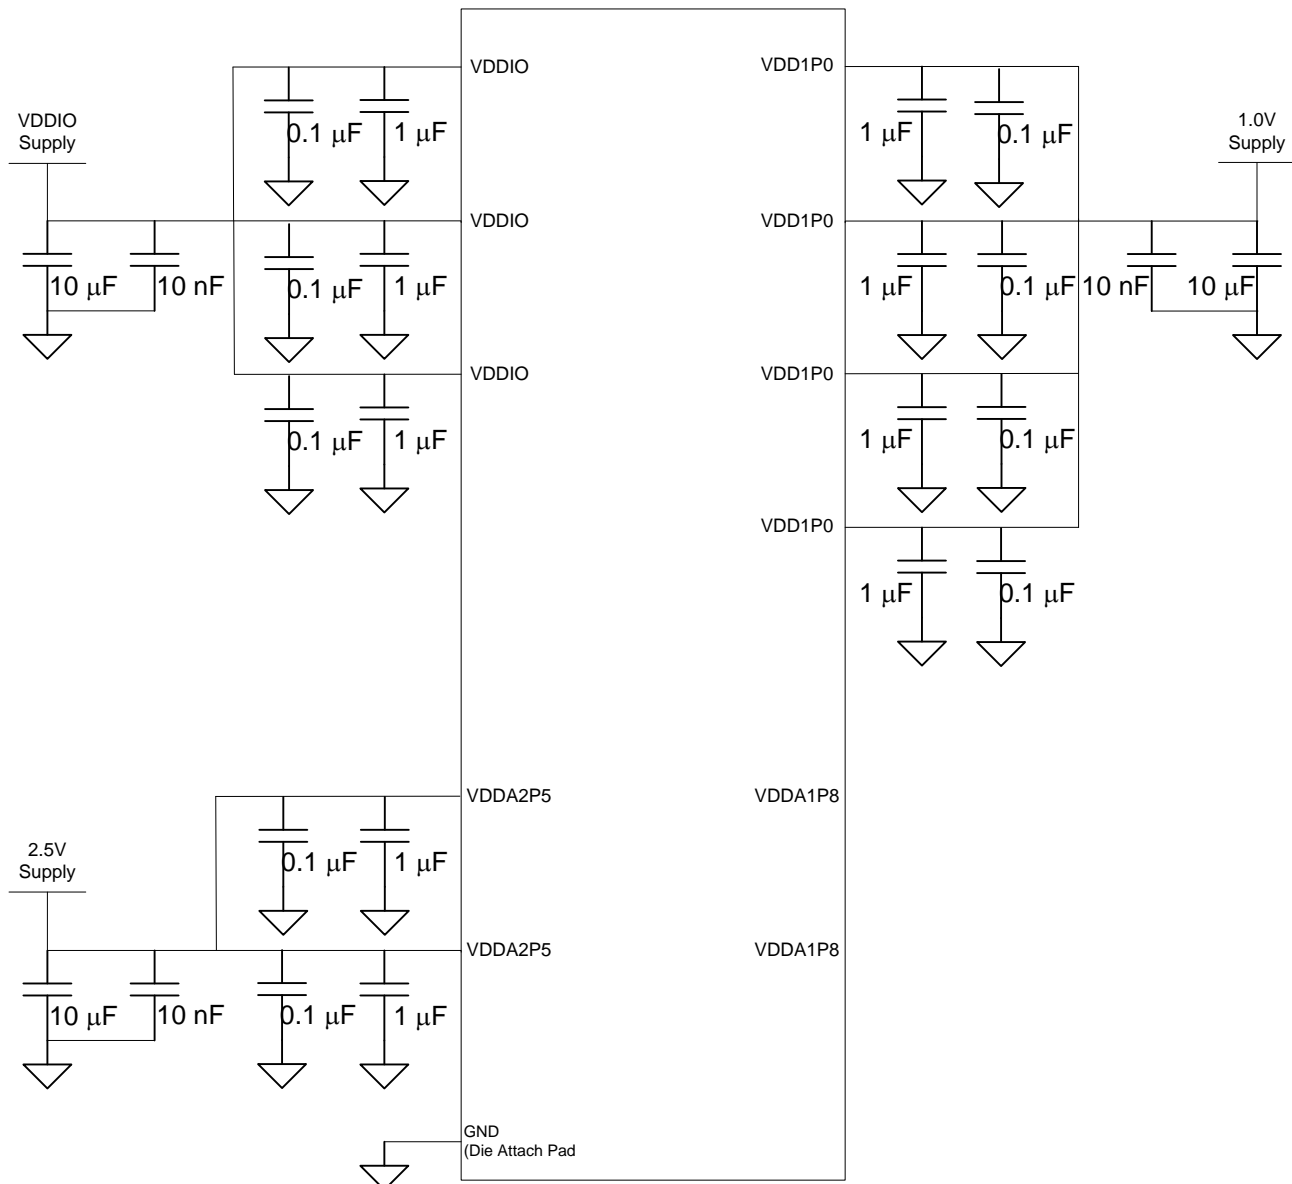 VDDIO
VDD1P0
0.1 μF
1 μF
1 μF
0.1 μF
VDDIO
Supply
1.0V
Supply
VDDIO
VDD1P0
10 μF
10 nF
0.1 μF
1 μF
1 μF
0.1 μF
10 nF
10 μF
VDDIO
VDD1P0
0.1 μF
1 μF
1 μF
0.1 μF
VDD1P0
1 μF
0.1 μF
VDDA2P5
VDDA1P8
0.1 μF
1 μF
2.5V
Supply
VDDA2P5
VDDA1P8
10 μF
10 nF
0.1 μF
1 μF
GND
(Die Attach Pad